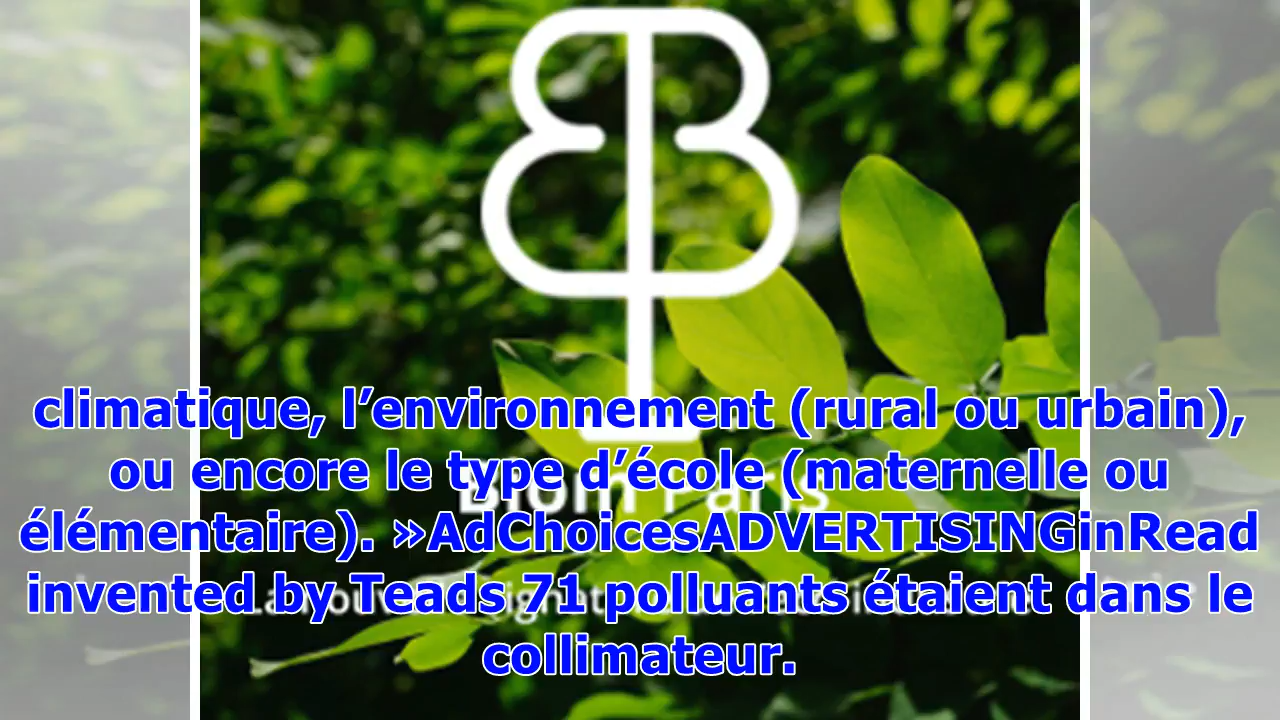 climatique, l’environnement (rural ou urbain),
ou encore le type d’école (maternelle ou
élémentaire). »AdChoicesADVERTISINGinRead
invented by Teads 71 polluants étaient dans le
collimateur.